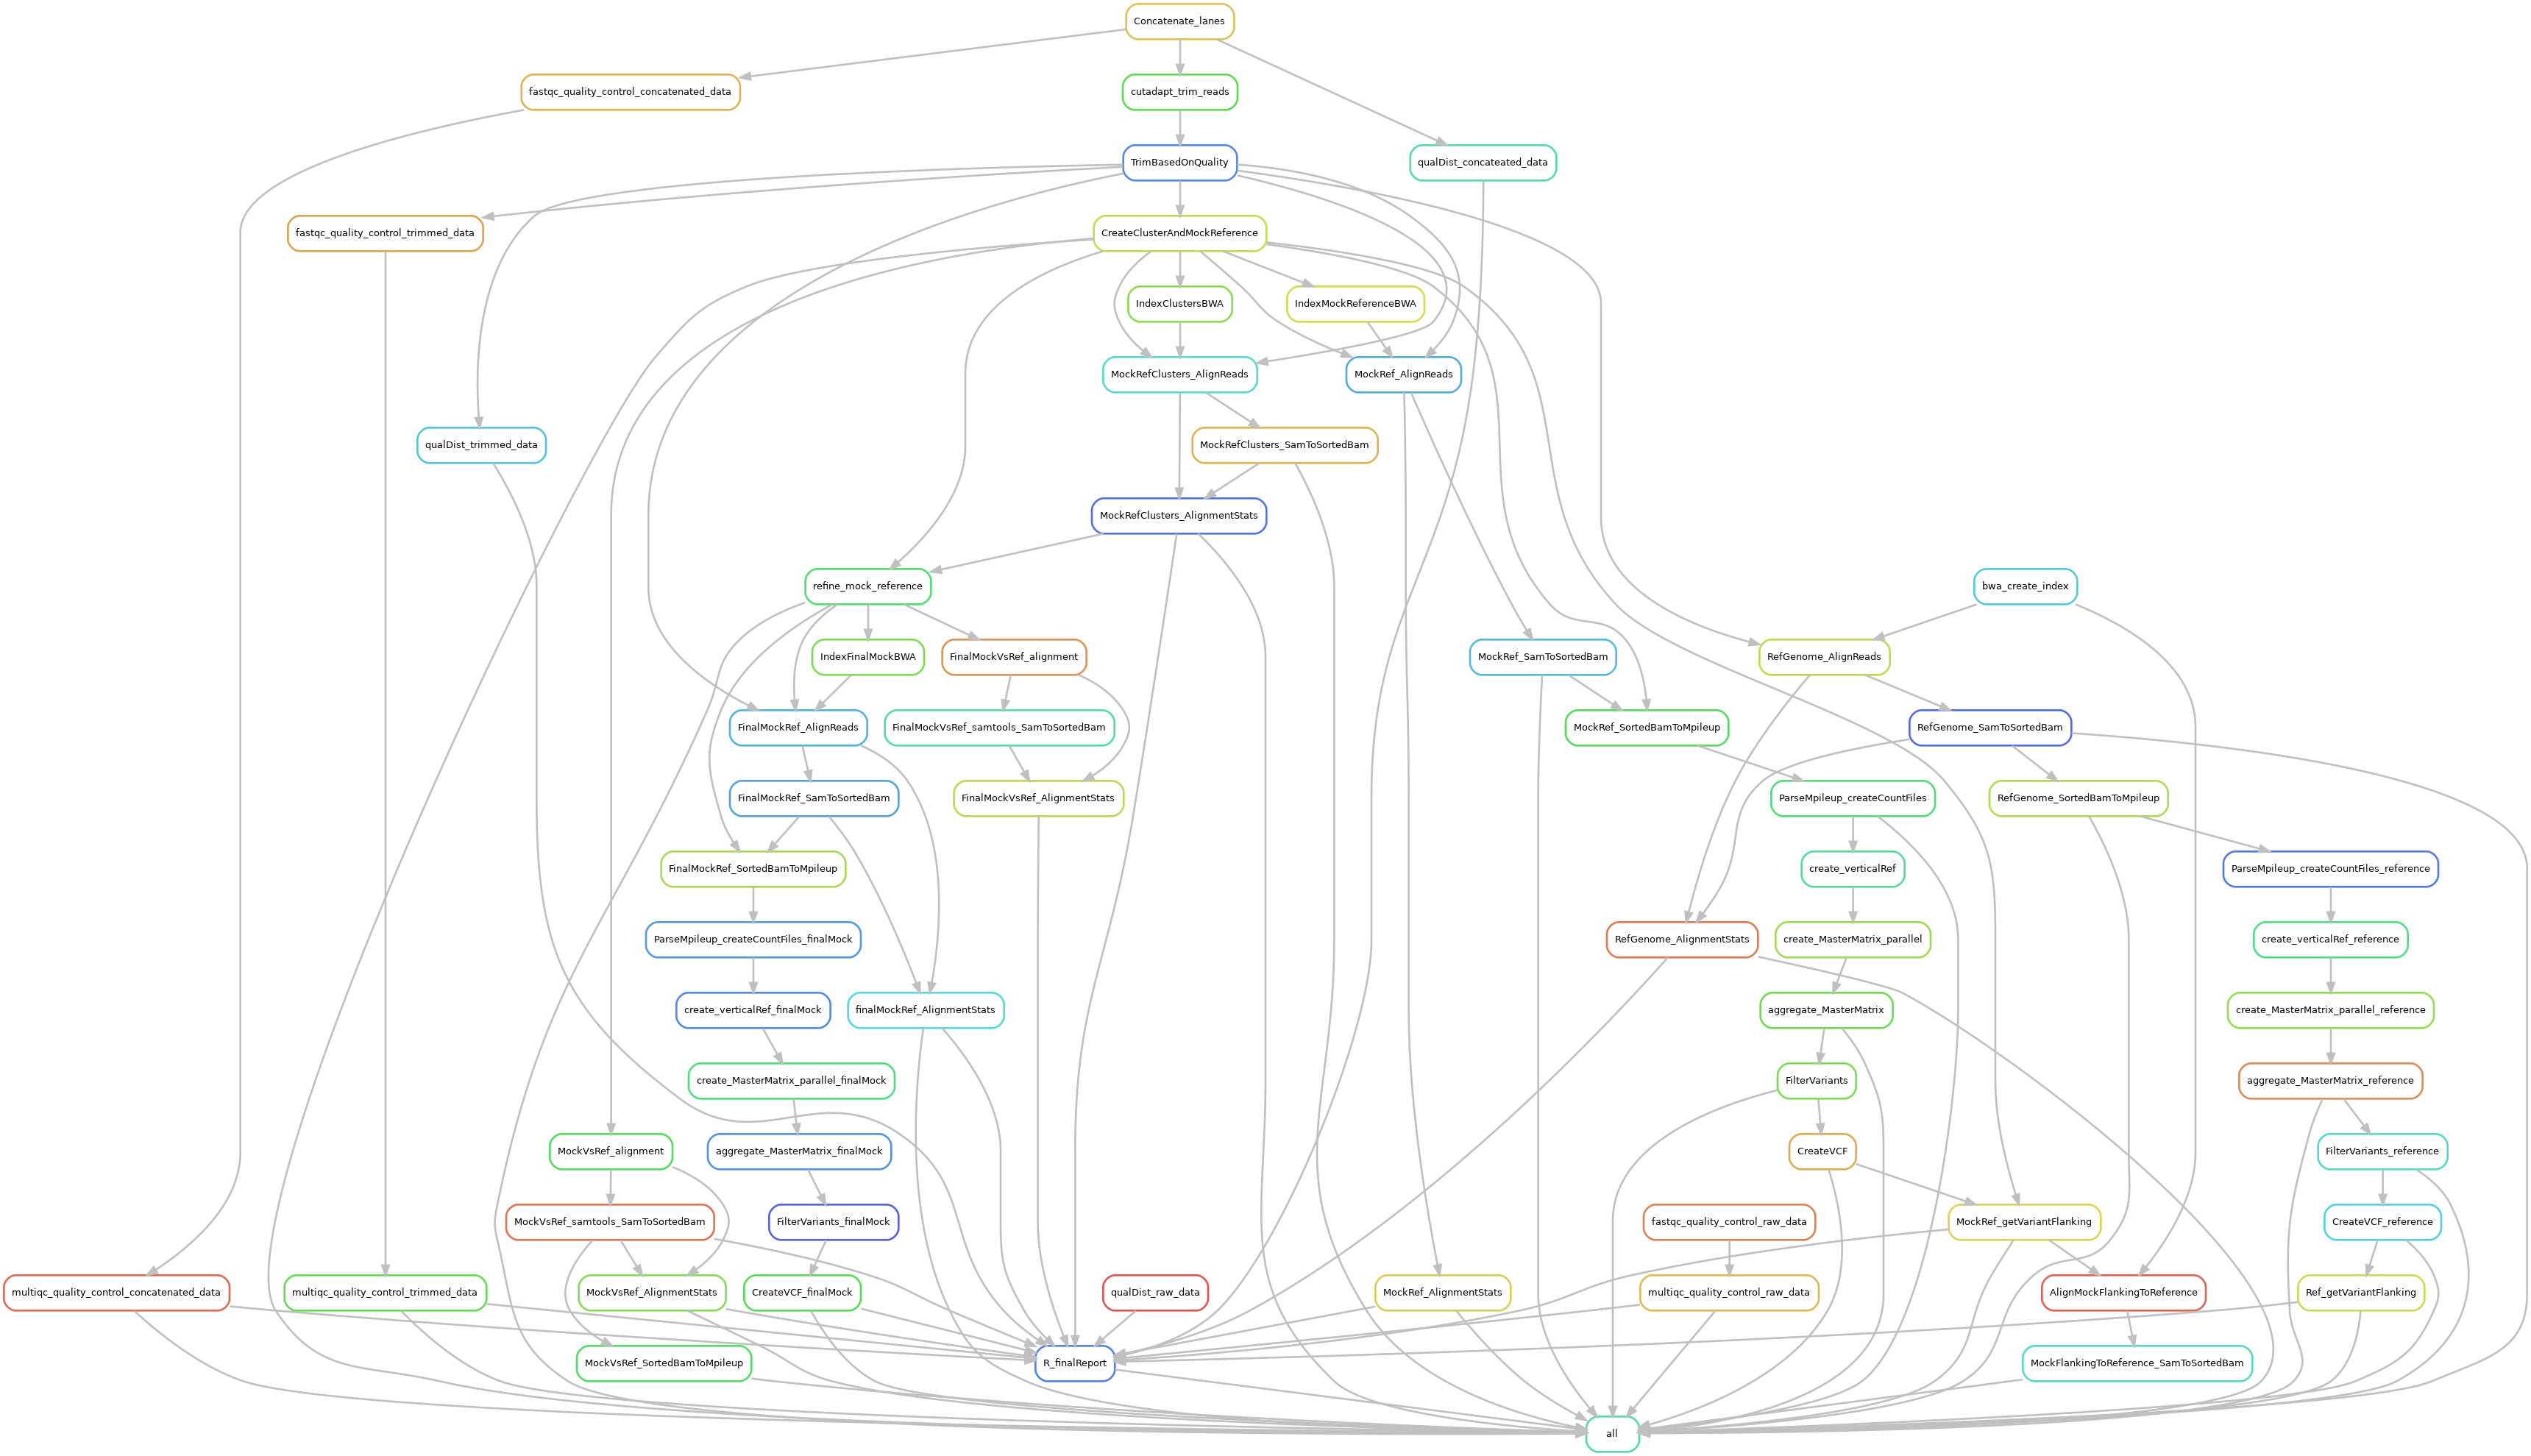 Concatenate_lanes
fastqc_quality_control_concatenated_data
cutadapt_trim_reads
TrimBasedOnQuality
qualDist_concateated_data
fastqc_quality_control_trimmed_data
CreateClusterAndMockReference
IndexClustersBWA
IndexMockReferenceBWA
MockRefClusters_AlignReads
MockRef_AlignReads
qualDist_trimmed_data
MockRefClusters_SamToSortedBam
MockRefClusters_AlignmentStats
refine_mock_reference
bwa_create_index
IndexFinalMockBWA
FinalMockVsRef_alignment
MockRef_SamToSortedBam
RefGenome_AlignReads
FinalMockRef_AlignReads
FinalMockVsRef_samtools_SamToSortedBam
MockRef_SortedBamToMpileup
RefGenome_SamToSortedBam
FinalMockRef_SamToSortedBam
FinalMockVsRef_AlignmentStats
ParseMpileup_createCountFiles
RefGenome_SortedBamToMpileup
FinalMockRef_SortedBamToMpileup
create_verticalRef
ParseMpileup_createCountFiles_reference
ParseMpileup_createCountFiles_finalMock
RefGenome_AlignmentStats
create_MasterMatrix_parallel
create_verticalRef_reference
create_verticalRef_finalMock
finalMockRef_AlignmentStats
aggregate_MasterMatrix
create_MasterMatrix_parallel_reference
create_MasterMatrix_parallel_finalMock
FilterVariants
aggregate_MasterMatrix_reference
MockVsRef_alignment
aggregate_MasterMatrix_finalMock
CreateVCF
FilterVariants_reference
MockVsRef_samtools_SamToSortedBam
FilterVariants_finalMock
fastqc_quality_control_raw_data
MockRef_getVariantFlanking
CreateVCF_reference
multiqc_quality_control_concatenated_data
multiqc_quality_control_trimmed_data
MockVsRef_AlignmentStats
CreateVCF_finalMock
qualDist_raw_data
MockRef_AlignmentStats
multiqc_quality_control_raw_data
AlignMockFlankingToReference
Ref_getVariantFlanking
MockVsRef_SortedBamToMpileup
R_finalReport
MockFlankingToReference_SamToSortedBam
all